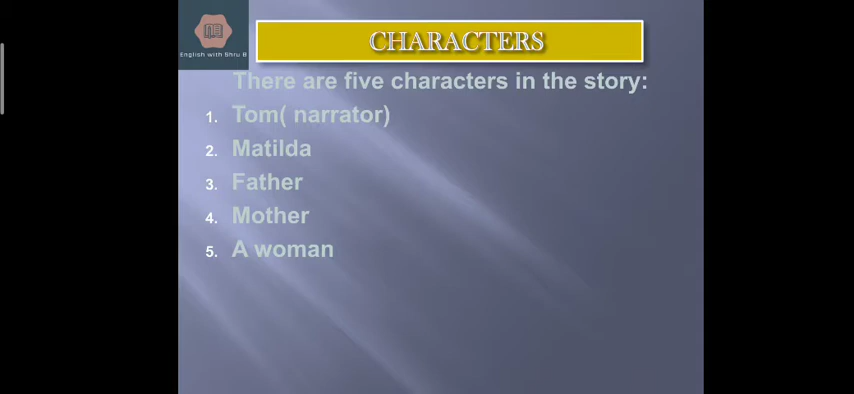 English with Shru B
CHARACTERS
There are five characters in the story:
1. Tom( narrator)
2. Matilda
3. Father
4. Mother
5. A woman